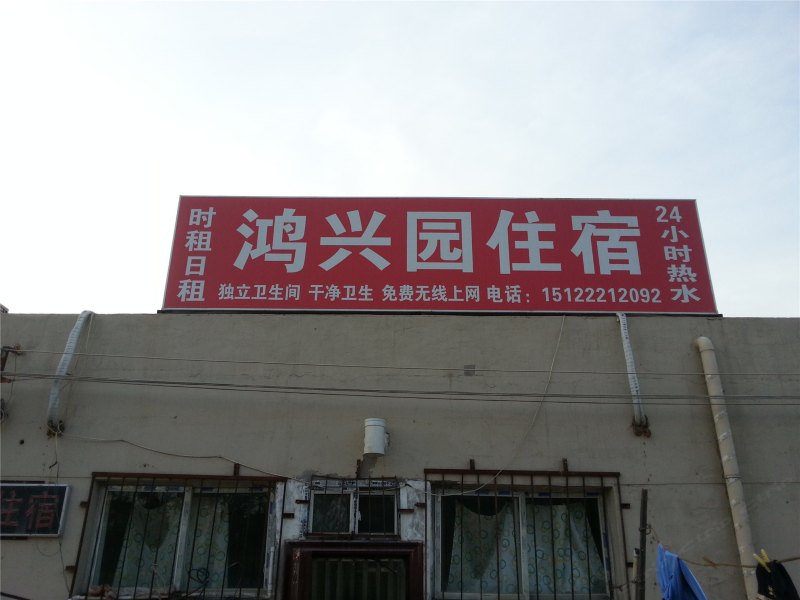 时租日租
鸿兴园住宿
24小时热水
独立卫生间 干净卫生 免费无线上网 电话：15122212092
住宿